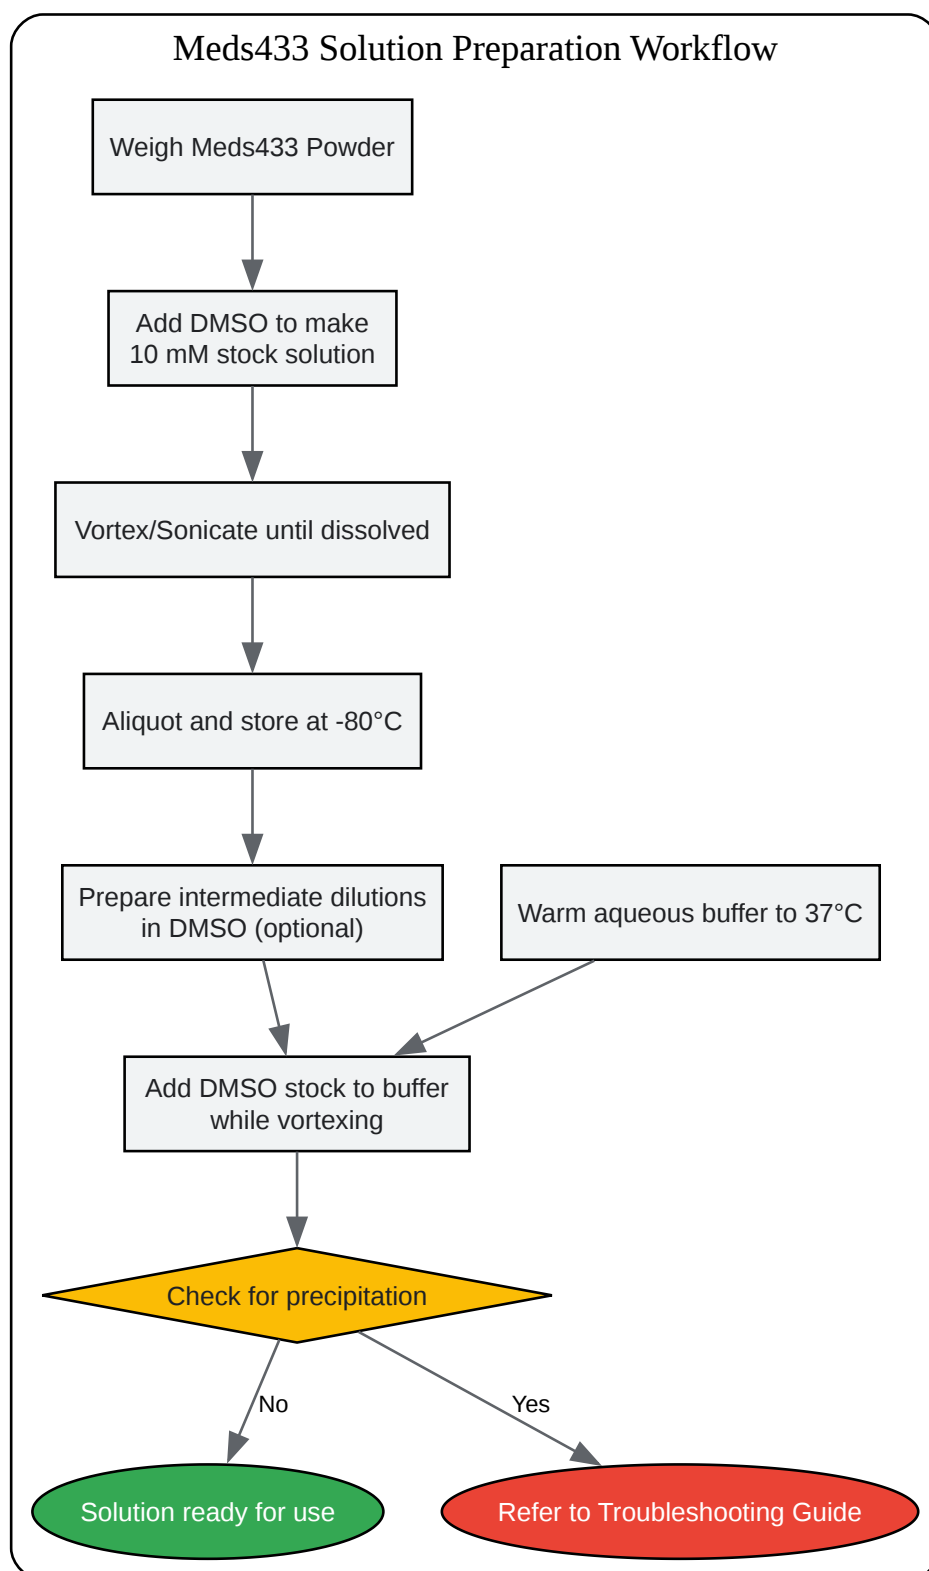 Meds433 Solution Preparation Workflow
Weigh Meds433 Powder
Add DMSO to make
10 mM stock solution
Vortex/Sonicate until dissolved
Aliquot and store at -80°C
Prepare intermediate dilutions
in DMSO (optional)
Warm aqueous buffer to 37°C
Add DMSO stock to buffer
while vortexing
Check for precipitation
No
Yes
Solution ready for use
Refer to Troubleshooting Guide